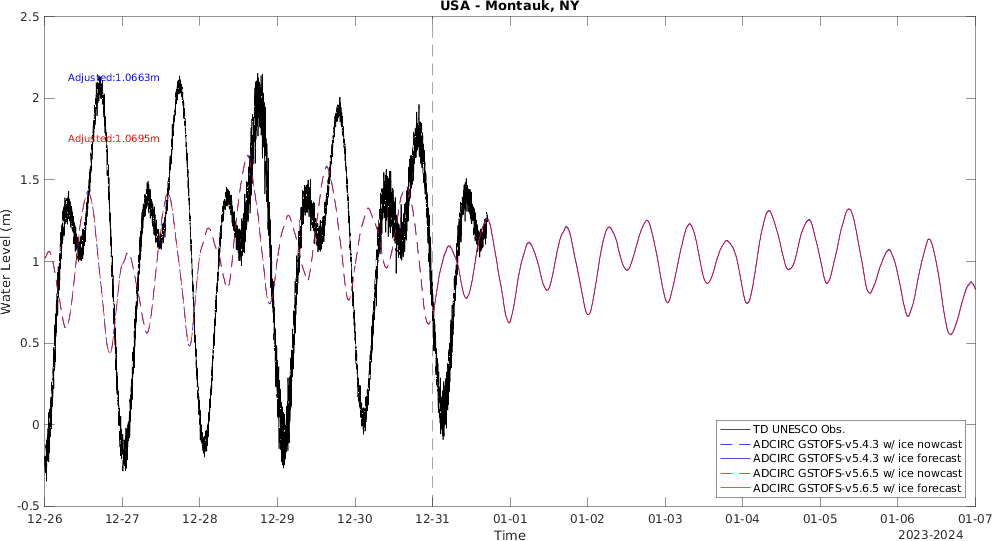 USA - Montauk, NY
2.5
2
1.5
1
0.5
0
-0.5
Water Level (m)
Adjusted:1.0663m
Adjusted:1.0695m
TD UNESCO Obs.
ADCIRC GSTOFS-v5.4.3 w/ ice nowcast
ADCIRC GSTOFS-v5.4.3 w/ ice forecast
ADCIRC GSTOFS-v5.6.5 w/ ice nowcast
ADCIRC GSTOFS-v5.6.5 w/ ice forecast
12-26 12-27 12-28 12-29 12-30 12-31 01-01 01-02 01-03 01-04 01-05 01-06 01-07
Time
2023-2024